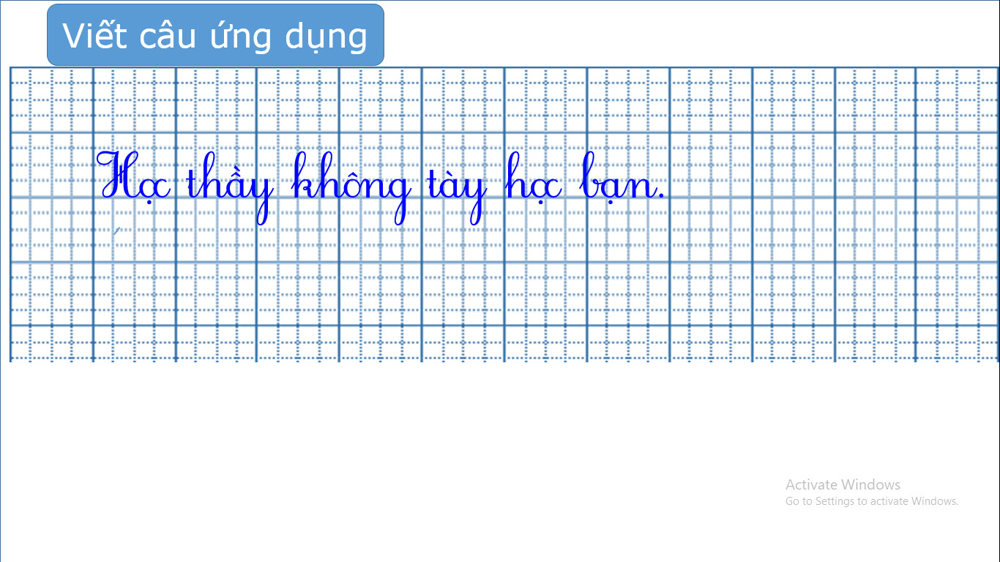 Viết câu ứng dụng
Học thầy không tày học bạn.
Activate Windows
Go to Settings to activate Windows.